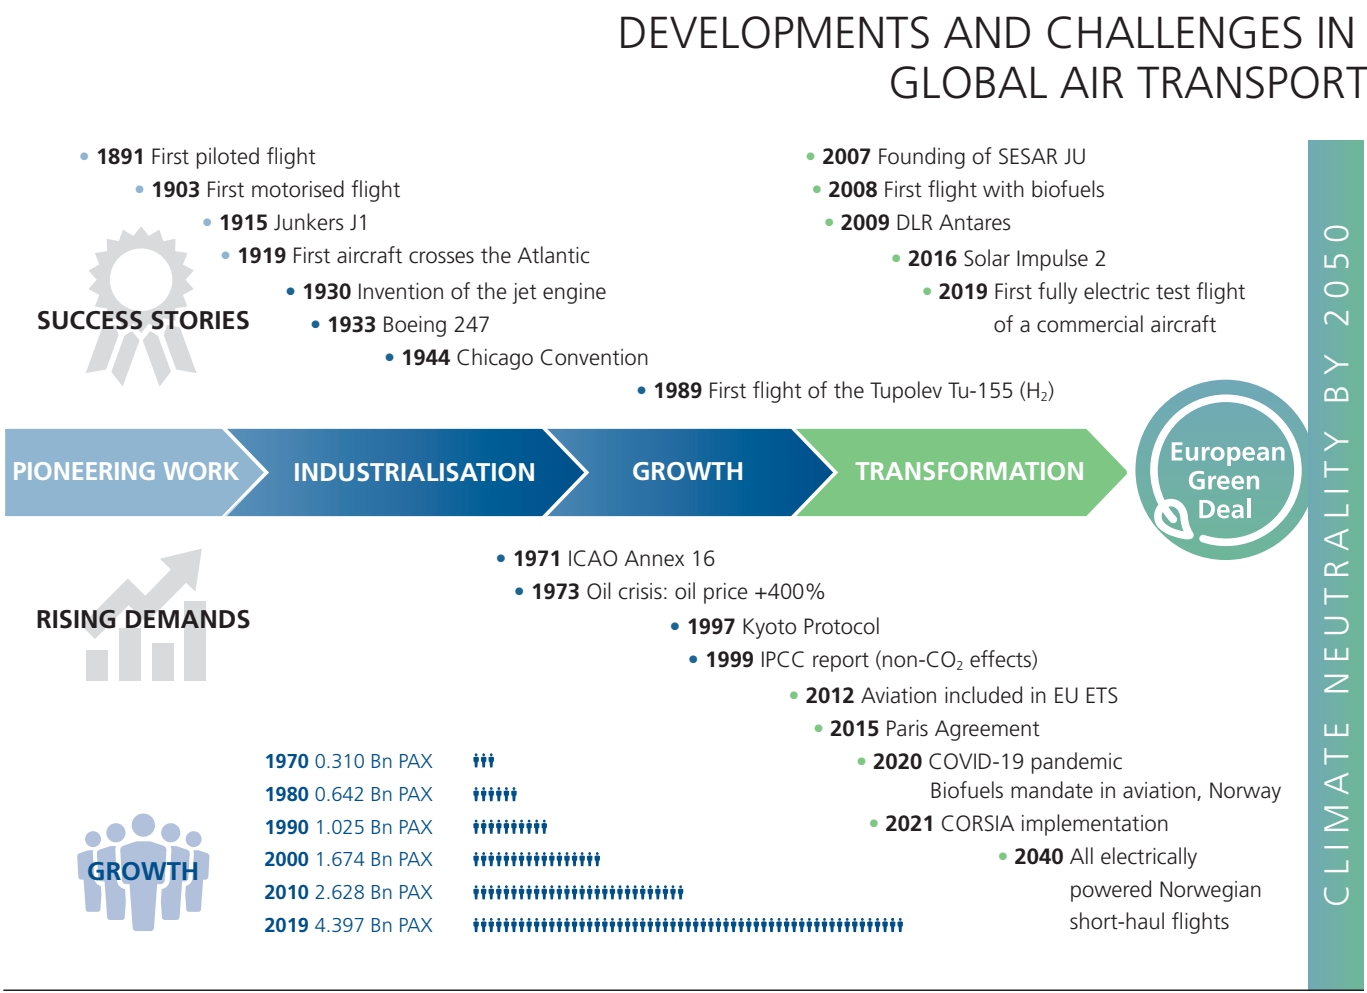 DEVELOPMENTS AND CHALLENGES IN
GLOBAL AIR TRANSPORT
• 1891 First piloted flight
• 1903 First motorised flight
• 1915 Junkers J1
• 1919 First aircraft crosses the Atlantic
• 1930 Invention of the jet engine
• 1933 Boeing 247
• 1944 Chicago Convention
• 1989 First flight of the Tupolev Tu-155 (H₂)
SUCCESS STORIES
• 2007 Founding of SESAR JU
• 2008 First flight with biofuels
• 2009 DLR Antares
• 2016 Solar Impulse 2
• 2019 First fully electric test flight
of a commercial aircraft
PIONEERING WORK
INDUSTRIALISATION
GROWTH
TRANSFORMATION
European
Green
Deal
CLIMATE NEUTRALITY BY 2050
RISING DEMANDS
• 1971 ICAO Annex 16
• 1973 Oil crisis: oil price +400%
• 1997 Kyoto Protocol
• 1999 IPCC report (non-CO₂ effects)
• 2012 Aviation included in EU ETS
• 2015 Paris Agreement
• 2020 COVID-19 pandemic
Biofuels mandate in aviation, Norway
• 2021 CORSIA implementation
• 2040 All electrically
powered Norwegian
short-haul flights
GROWTH
1970 0.310 Bn PAX
1980 0.642 Bn PAX
1990 1.025 Bn PAX
2000 1.674 Bn PAX
2010 2.628 Bn PAX
2019 4.397 Bn PAX